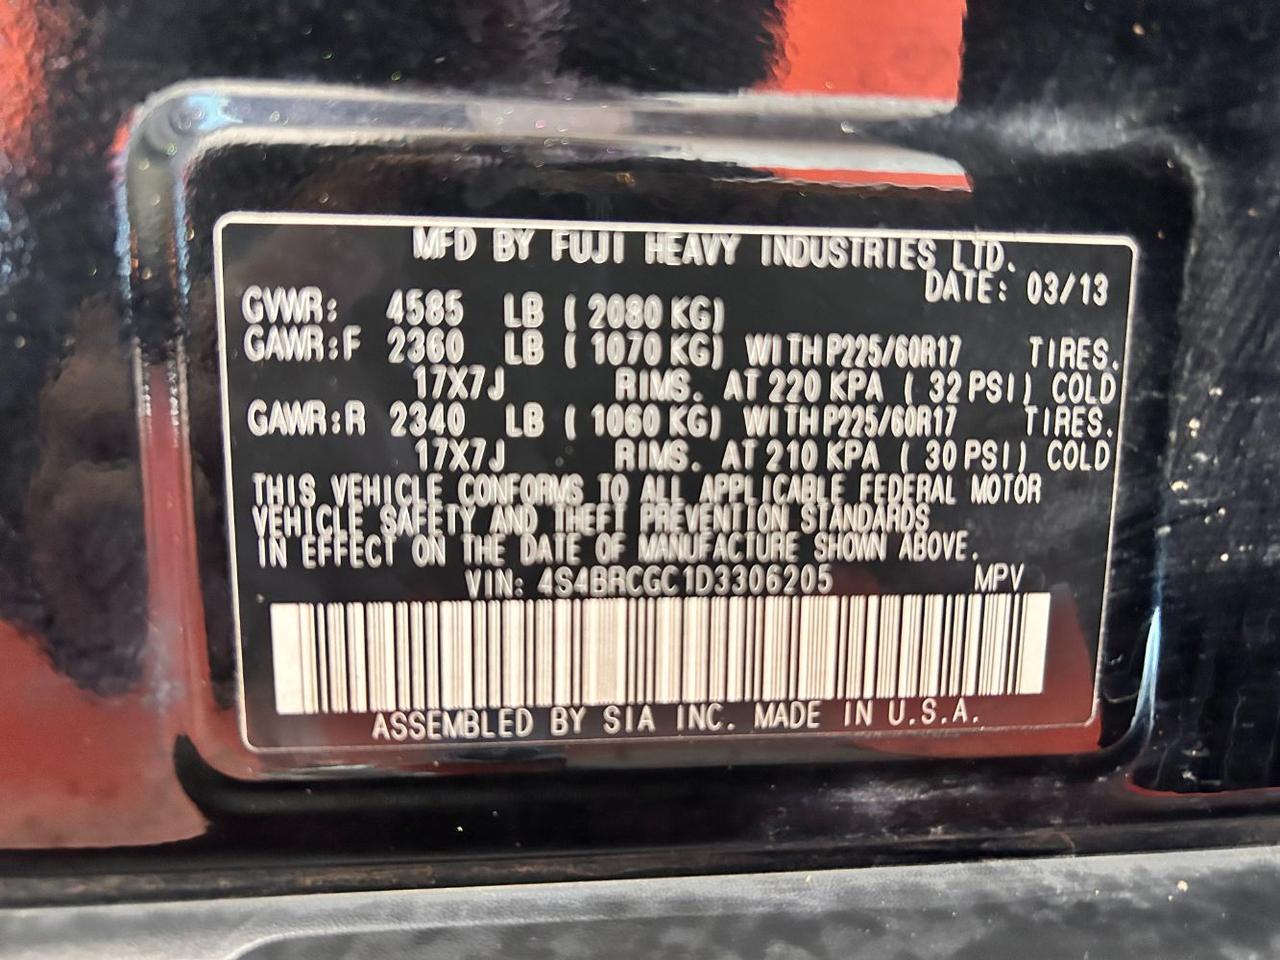 MFD BY FUJI HEAVY INDUSTRIES LTD.
DATE: 03/13
GVWR: 4585 LB (2080 KG)
GAWR:F 2360 LB (1070 KG) WITH P225/60R17 TIRES.
17X7J RIMS. AT 220 KPA (32 PSI) COLD
GAWR:R 2340 LB (1060 KG) WITH P225/60R17 TIRES.
17X7J RIMS. AT 210 KPA (30 PSI) COLD
THIS VEHICLE CONFORMS TO ALL APPLICABLE FEDERAL MOTOR
VEHICLE SAFETY AND THEFT PREVENTION STANDARDS
IN EFFECT ON THE DATE OF MANUFACTURE SHOWN ABOVE.
VIN: 4S4BRCGC1D3306205 MPV
ASSEMBLED BY SIA INC. MADE IN U.S.A.